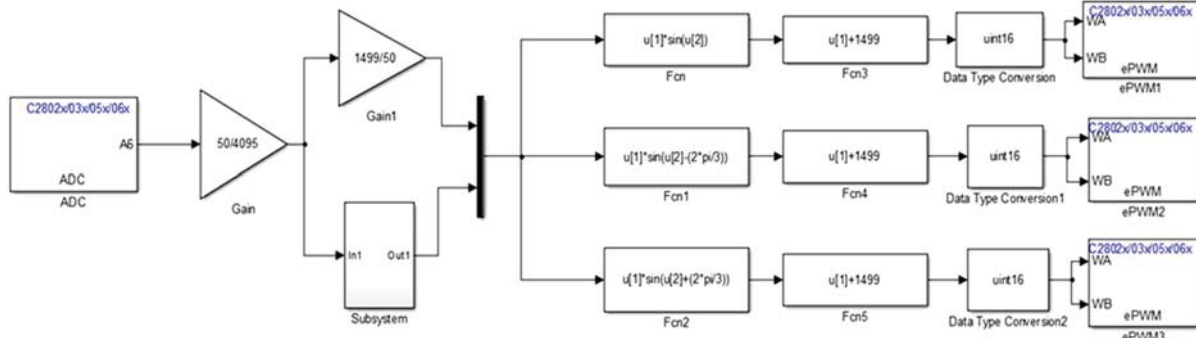 C2802x/03x/05x/06x
A6
ADC
ADC
50/4095
Gain
1499/50
Gain1
In1 Out1
Subsystem
u[1]*sin(u[2])
Fcn
u[1]+1499
Fcn3
uint16
Data Type Conversion
C2802x/03x/05x/06x
WA
WB
ePWM
ePWM1
u[1]*sin(u[2]-(2*pi/3))
Fcn1
u[1]+1499
Fcn4
uint16
Data Type Conversion1
C2802x/03x/05x/06x
WA
WB
ePWM
ePWM2
u[1]*sin(u[2]+(2*pi/3))
Fcn2
u[1]+1499
Fcn5
uint16
Data Type Conversion2
C2802x/03x/05x/06x
WA
WB
ePWM
ePWM3